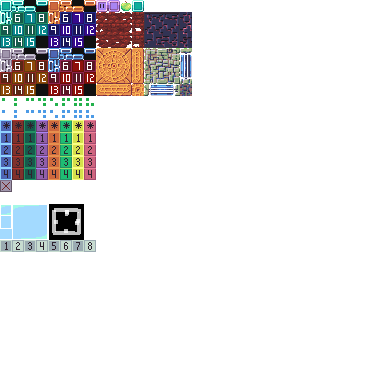 OK 6 7 8 OK 6 7 8
9 10 11 12 9 10 11 12
13 14 15 13 14 15
OK 6 7 8 OK 6 7 8
9 10 11 12 9 10 11 12
13 14 15 13 14 15
* * * * * * * *
1 1 1 1 1 1 1 1
2 2 2 2 2 2 2 2
3 3 3 3 3 3 3 3
4 4 4 4 4 4 4 4
1 2 3 4 5 6 7 8